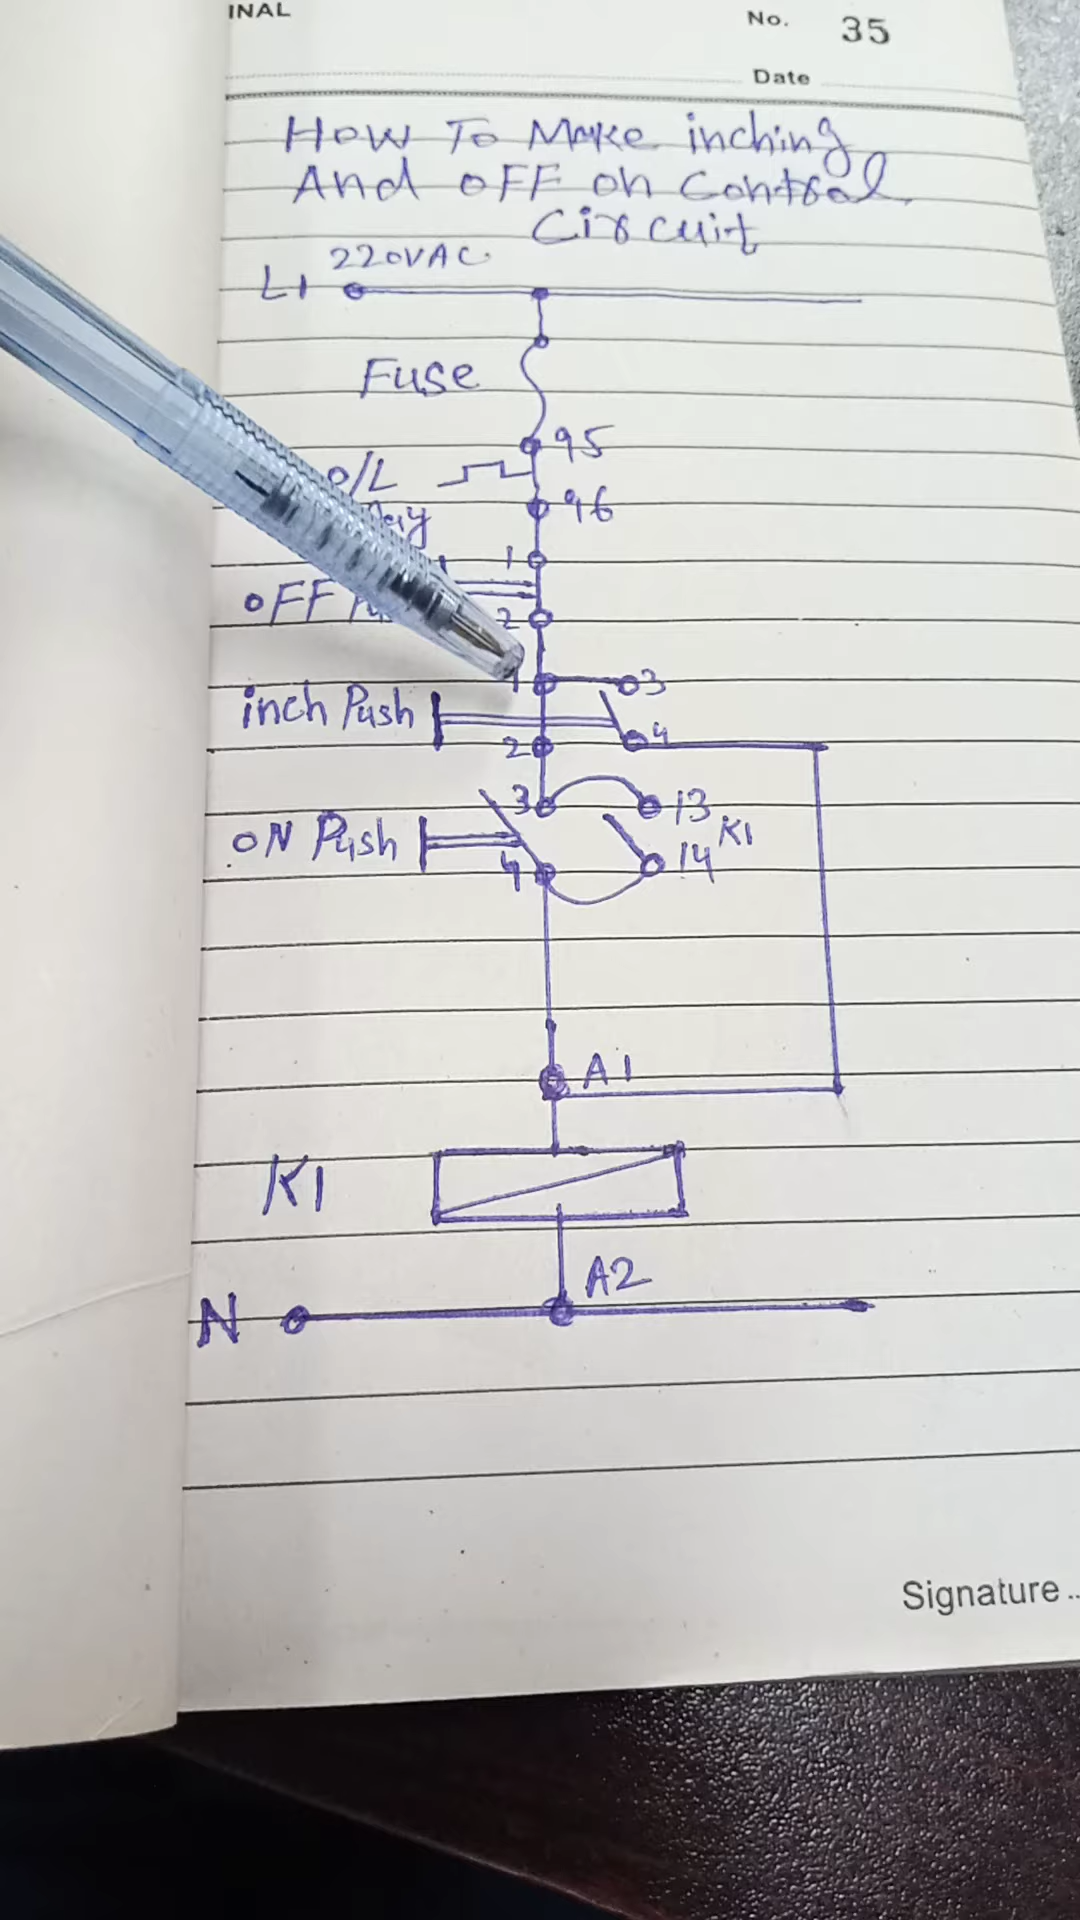 INAL
No. 35
Date
How To Make inching
And oFF on Control
Circuit
220VAC
L1
Fuse
95
O/L
96
1
oFF
2
1
3
inch Push
4
2
3
13
K1
oN Push
14
4
A1
K1
A2
N
Signature..